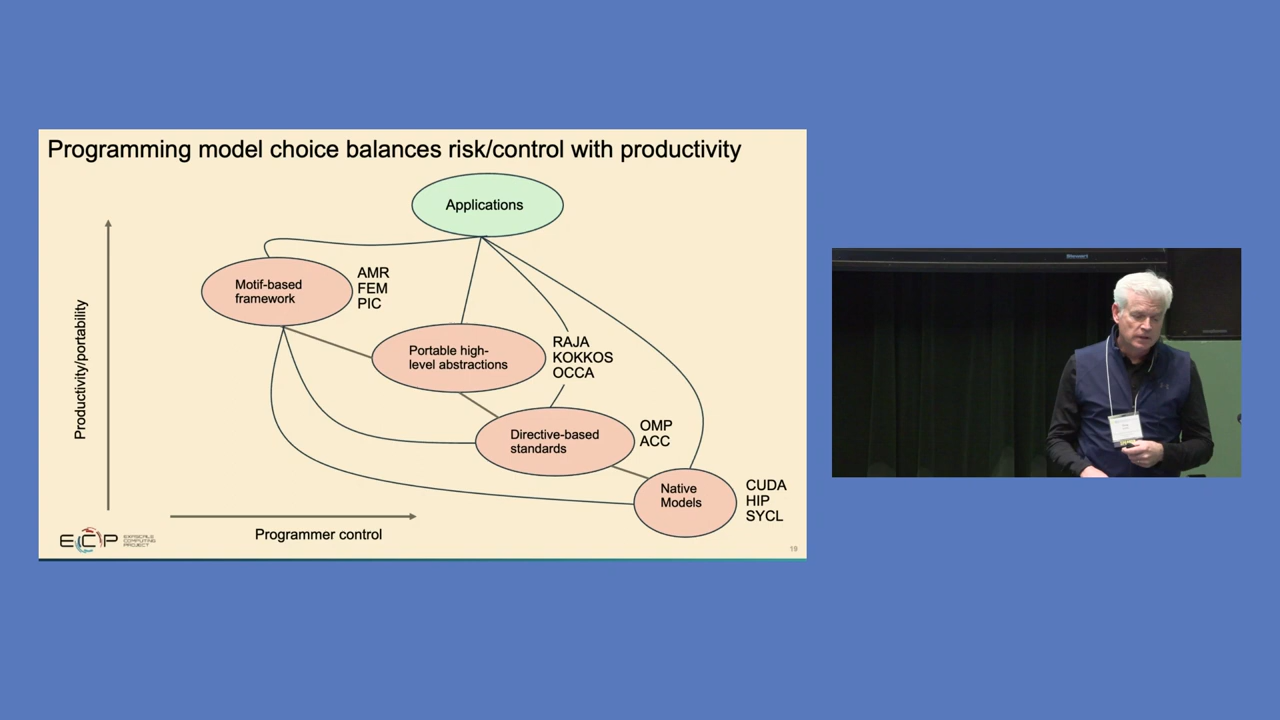 Programming model choice balances risk/control with productivity
Applications
Motif-based
framework
AMR
FEM
PIC
Portable high-
level abstractions
RAJA
KOKKOS
OCCA
Directive-based
standards
OMP
ACC
Native
Models
CUDA
HIP
SYCL
Productivity/portability
Programmer control
ECP
EXASCALE
COMPUTING
PROJECT
19
Stewart